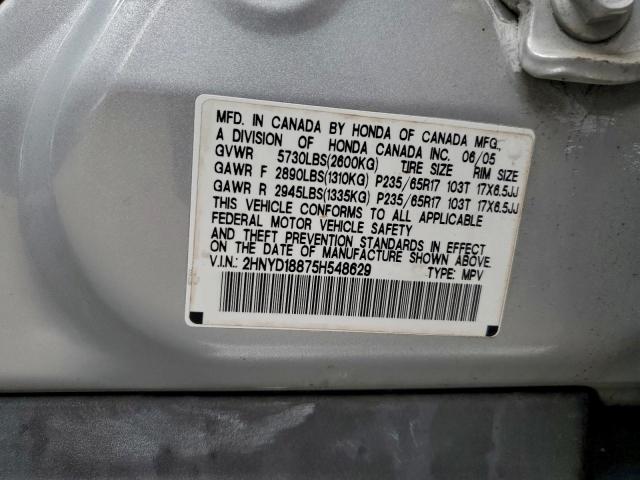 MFD. IN CANADA BY HONDA OF CANADA MFG.,
A DIVISION OF HONDA CANADA INC. 06/05
GVWR 5730LBS(2600KG) TIRE SIZE RIM SIZE
GAWR F 2890LBS(1310KG) P235/65R17 103T 17X6.5JJ
GAWR R 2945LBS(1335KG) P235/65R17 103T 17X6.5JJ
THIS VEHICLE CONFORMS TO ALL APPLICABLE
FEDERAL MOTOR VEHICLE SAFETY
AND THEFT PREVENTION STANDARDS IN EFFECT
ON THE DATE OF MANUFACTURE SHOWN ABOVE.
V.I.N.: 2HNYD18875H548629 TYPE: MPV